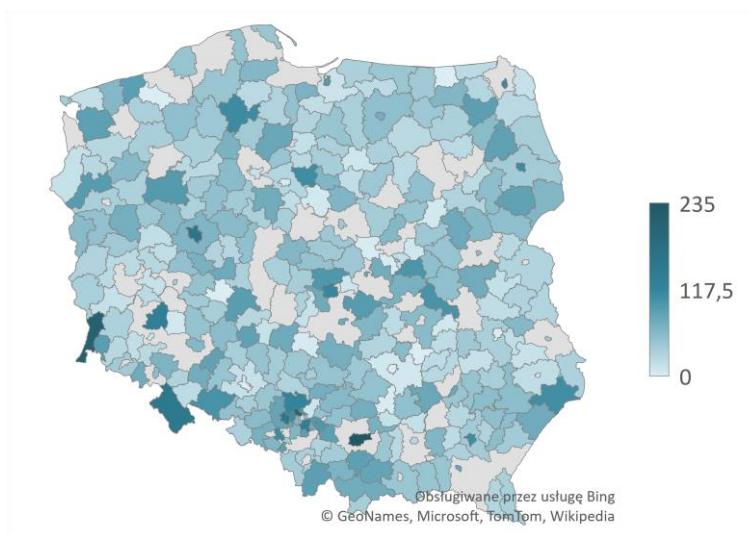 235
117,5
0
Obsługiwane przez usługę Bing
© GeoNames, Microsoft, TomTom, Wikipedia